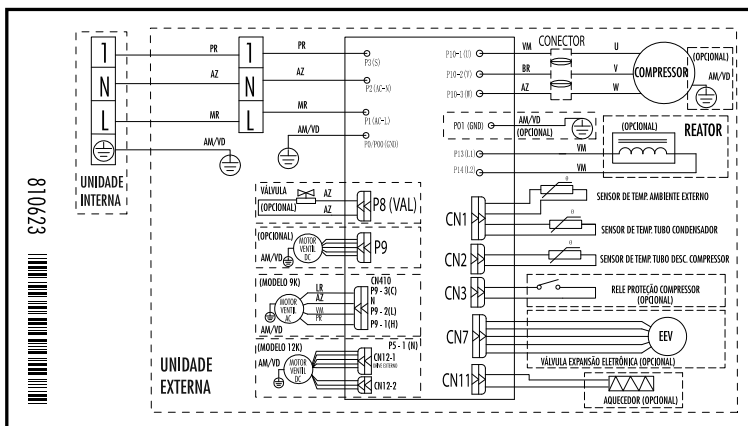 1
N
L
UNIDADE
INTERNA
PR
AZ
MR
AM/VD
1
N
L
PR
AZ
MR
AM/VD
P3(S)
P2(AC-N)
P1(AC-L)
P0/P00(GND)
P10-1(U)
P10-2(V)
P10-3(W)
VM
BR
AZ
CONECTOR
U
V
W
COMPRESSOR
(OPCIONAL)
AM/VD
P01 (GND)
AM/VD
(OPCIONAL)
P13(L1)
P14(L2)
(OPCIONAL)
REATOR
VM
VM
VÁLVULA
(OPCIONAL)
AZ
AZ
P8 (VAL)
(OPCIONAL)
MOTOR
VENTIL
DC
AM/VD
P9
(MODELO 9K)
MOTOR
VENTIL
AC
AM/VD
LR
AZ
VM
PR
CN410
P9 - 3(C)
N
P9 - 2(L)
P9 - 1(H)
(MODELO 12K)
AM/VD
MOTOR
VENTIL
DC
P5 - 1 (N)
CN12-1
DRIVE EXTERNO
CN12-2
CN1
θ
SENSOR DE TEMP. AMBIENTE EXTERNO
θ
SENSOR DE TEMP. TUBO CONDENSADOR
CN2
θ
SENSOR DE TEMP. TUBO DESC. COMPRESSOR
CN3
RELE PROTEÇÃO COMPRESSOR
(OPCIONAL)
CN7
EEV
VÁLVULA EXPANSÃO ELETRÔNICA (OPCIONAL)
CN11
AQUECEDOR (OPCIONAL)
UNIDADE
EXTERNA
810623